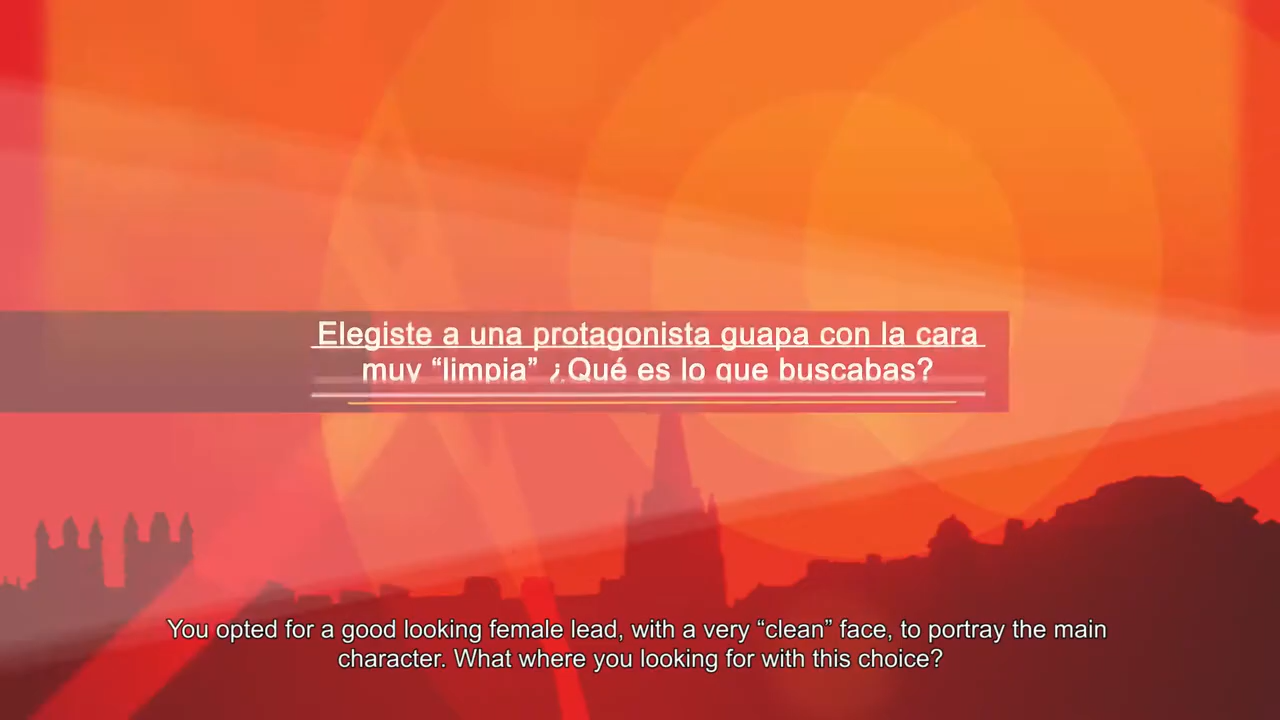 Elegiste a una protagonista guapa con la cara
muy “limpia” ¿Qué es lo que buscabas?
You opted for a good looking female lead, with a very “clean” face, to portray the main
character. What where you looking for with this choice?